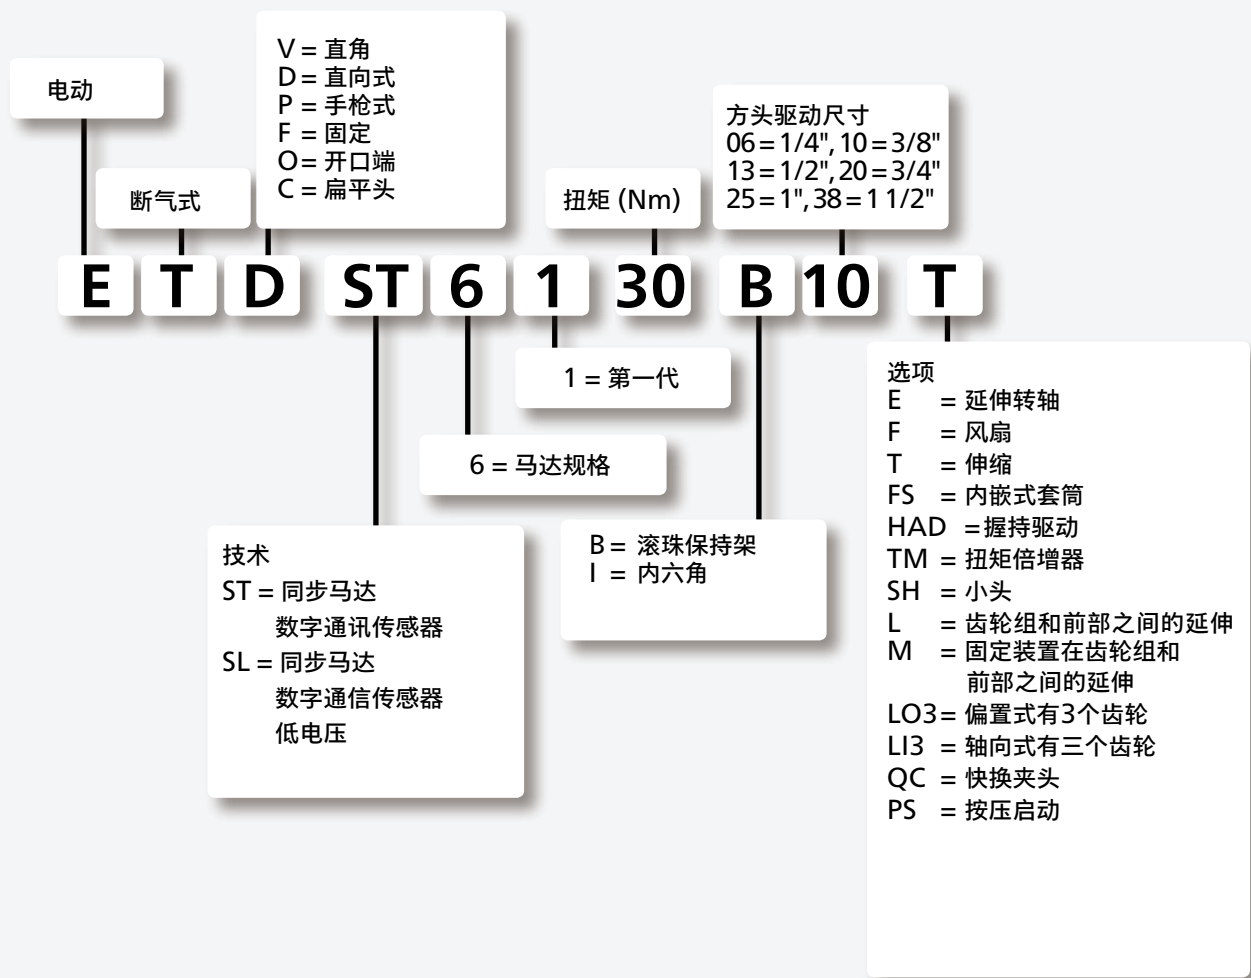 电动
断气式
V = 直角
D = 直向式
P = 手枪式
F = 固定
O = 开口端
C = 扁平头
扭矩 (Nm)
方头驱动尺寸
06=1/4", 10=3/8"
13=1/2", 20=3/4"
25=1", 38=1 1/2"
E T D ST 6 1 30 B 10 T
1 = 第一代
6 = 马达规格
技术
ST = 同步马达
数字通讯传感器
SL = 同步马达
数字通信传感器
低电压
B = 滚珠保持架
I = 内六角
选项
E = 延伸转轴
F = 风扇
T = 伸缩
FS = 内嵌式套筒
HAD =握持驱动
TM = 扭矩倍增器
SH = 小头
L = 齿轮组和前部之间的延伸
M = 固定装置在齿轮组和
前部之间的延伸
LO3= 偏置式有3个齿轮
LI3 = 轴向式有三个齿轮
QC = 快换夹头
PS = 按压启动